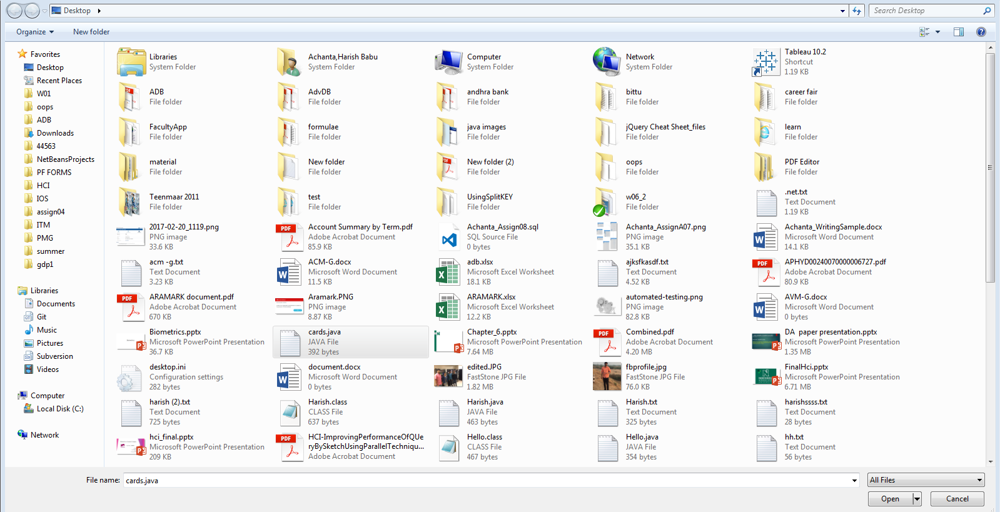 Desktop
Search Desktop
Organize
New folder
Favorites
Desktop
Recent Places
W01
oops
ADB
Downloads
44563
NetBeansProjects
PF FORMS
HCI
IOS
assign04
ITM
PMG
summer
gdp1
Libraries
Documents
Git
Music
Pictures
Subversion
Videos
Computer
Local Disk (C:)
Network
Libraries
System Folder
Achanta,Harish Babu
System Folder
Computer
System Folder
Network
System Folder
Tableau 10.2
Shortcut
1.19 KB
ADB
File folder
AdvDB
File folder
andhra bank
File folder
bittu
File folder
career fair
File folder
FacultyApp
File folder
formulae
File folder
java images
File folder
jQuery Cheat Sheet_files
File folder
learn
File folder
material
File folder
New folder
File folder
New folder (2)
File folder
oops
File folder
PDF Editor
File folder
Teenmaar 2011
File folder
test
File folder
UsingSplitKEY
File folder
w06_2
File folder
.net.txt
Text Document
1.19 KB
2017-02-20_1119.png
PNG image
33.6 KB
Account Summary by Term.pdf
Adobe Acrobat Document
85.9 KB
Achanta_Assign08.sql
SQL Source File
0 bytes
Achanta_AssignA07.png
PNG image
35.1 KB
Achanta_WritingSample.docx
Microsoft Word Document
14.1 KB
acm -g.txt
Text Document
3.23 KB
ACM-G.docx
Microsoft Word Document
11.5 KB
adb.xlsx
Microsoft Excel Worksheet
18.1 KB
ajksfkasdf.txt
Text Document
4.52 KB
APHYD00240070000006727.pdf
Adobe Acrobat Document
80.9 KB
ARAMARK document.pdf
Adobe Acrobat Document
670 KB
Aramark.PNG
PNG image
8.87 KB
ARAMARK.xlsx
Microsoft Excel Worksheet
12.2 KB
automated-testing.png
PNG image
82.8 KB
AVM-G.docx
Microsoft Word Document
0 bytes
Biometrics.pptx
Microsoft PowerPoint Presentation
36.7 KB
cards.java
JAVA File
392 bytes
Chapter_6.pptx
Microsoft PowerPoint Presentation
7.64 MB
Combined.pdf
Adobe Acrobat Document
4.20 MB
DA  paper presentation.pptx
Microsoft PowerPoint Presentation
1.35 MB
desktop.ini
Configuration settings
282 bytes
document.docx
Microsoft Word Document
0 bytes
edited.JPG
FastStone JPG File
1.82 MB
fbprofile.jpg
FastStone JPG File
76.0 KB
FinalHci.pptx
Microsoft PowerPoint Presentation
6.71 MB
harish (2).txt
Text Document
725 bytes
Harish.class
CLASS File
637 bytes
Harish.java
JAVA File
463 bytes
Harish.txt
Text Document
325 bytes
harishssss.txt
Text Document
28 bytes
hci_final.pptx
Microsoft PowerPoint Presentation
209 KB
HCI-ImprovingPerformanceOfQUe
ryBySketchUsingParallelTechniqu...
Adobe Acrobat Document
Hello.class
CLASS File
467 bytes
Hello.java
JAVA File
354 bytes
hh.txt
Text Document
56 bytes
File name:
cards.java
All Files
Open
Cancel